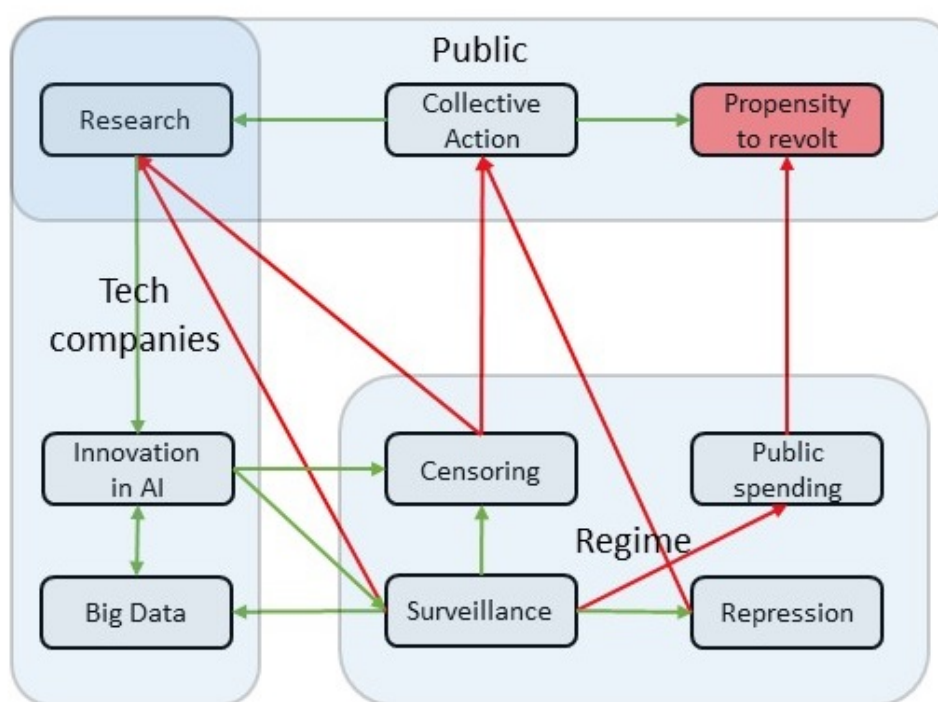 Public
Research
Collective
Action
Propensity
to revolt
Tech
companies
Innovation
in AI
Censoring
Public
spending
Regime
Big Data
Surveillance
Repression